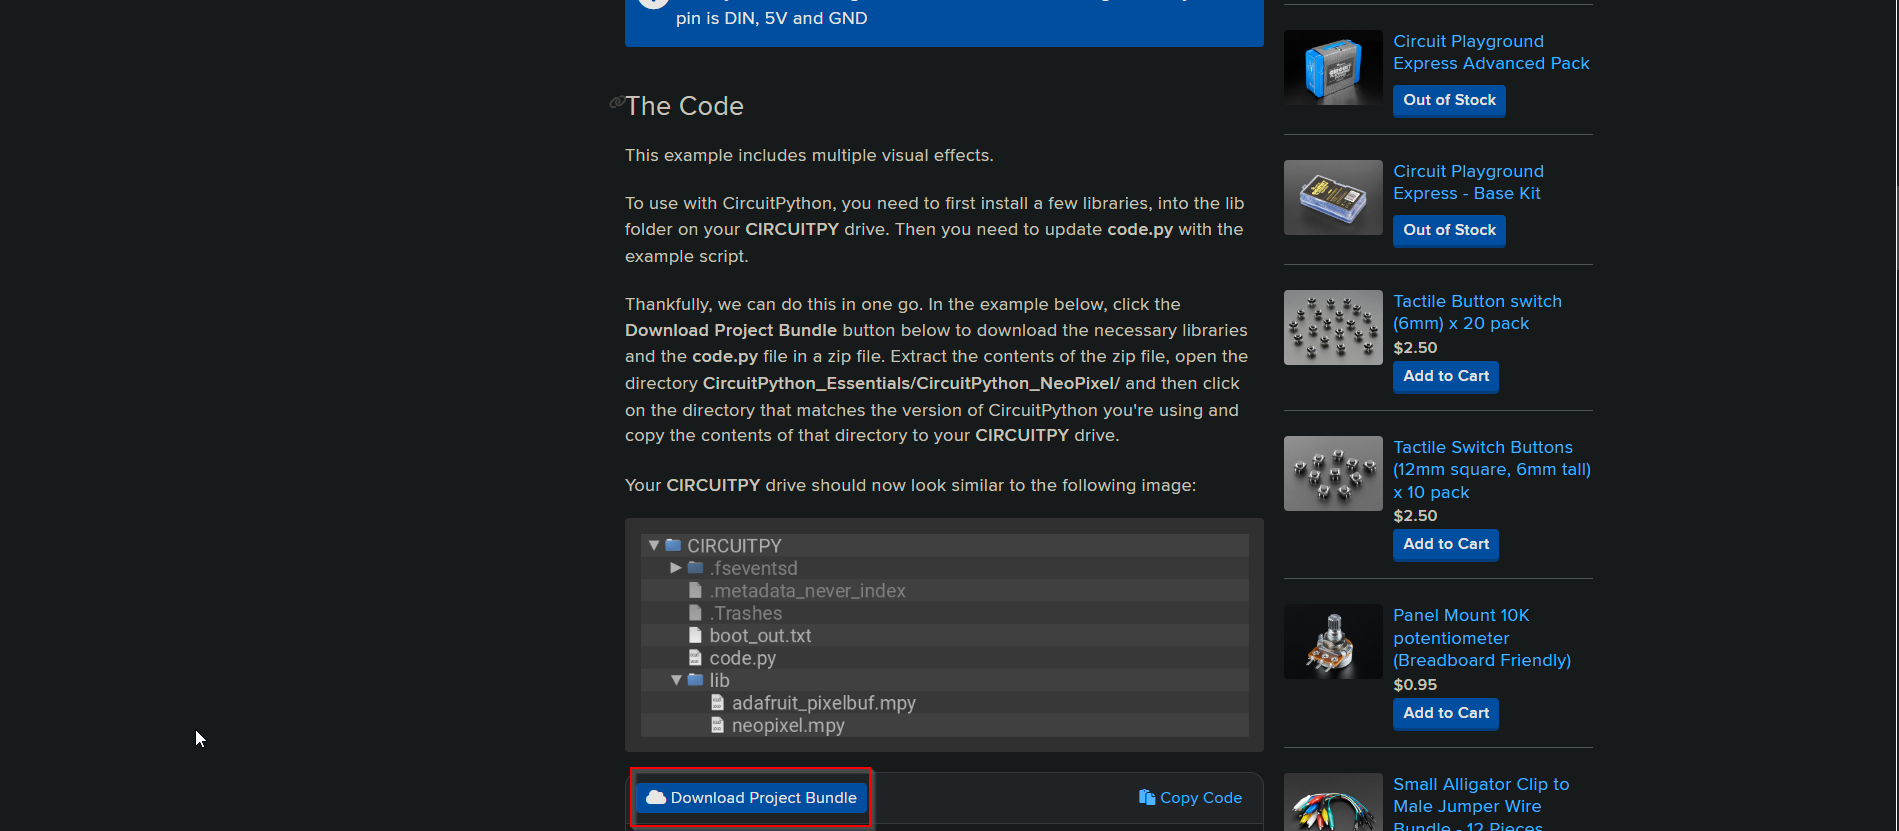 pin is DIN, 5V and GND
The Code
This example includes multiple visual effects.
To use with CircuitPython, you need to first install a few libraries, into the lib
folder on your CIRCUITPY drive. Then you need to update code.py with the
example script.
Thankfully, we can do this in one go. In the example below, click the
Download Project Bundle button below to download the necessary libraries
and the code.py file in a zip file. Extract the contents of the zip file, open the
directory CircuitPython_Essentials/CircuitPython_NeoPixel/ and then click
on the directory that matches the version of CircuitPython you're using and
copy the contents of that directory to your CIRCUITPY drive.
Your CIRCUITPY drive should now look similar to the following image:
CIRCUITPY
.fseventsd
.metadata_never_index
.Trashes
boot_out.txt
code.py
lib
adafruit_pixelbuf.mpy
neopixel.mpy
Download Project Bundle
Copy Code
Circuit Playground
Express Advanced Pack
Out of Stock
Circuit Playground
Express - Base Kit
Out of Stock
Tactile Button switch
(6mm) x 20 pack
$2.50
Add to Cart
Tactile Switch Buttons
(12mm square, 6mm tall)
x 10 pack
$2.50
Add to Cart
Panel Mount 10K
potentiometer
(Breadboard Friendly)
$0.95
Add to Cart
Small Alligator Clip to
Male Jumper Wire
Bundle - 12 Pieces